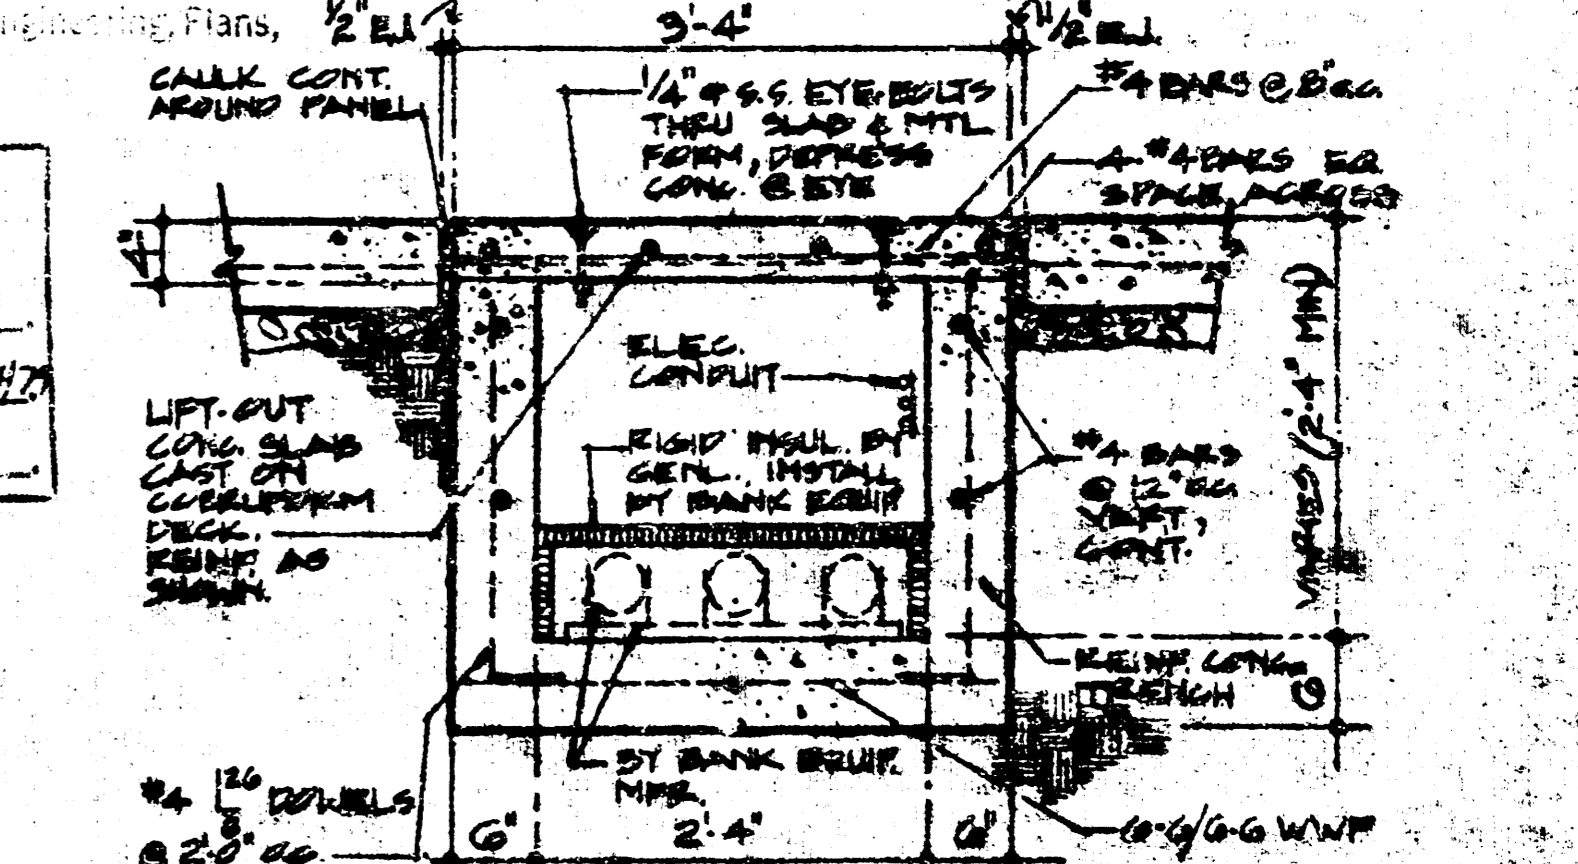 ngineering, Plans,
1/2" E.J.
3'-4"
1/2" E.J.
CAULK CONT.
AROUND PANEL
1/4" φ S.S. EYE-BOLTS
THRU SLAB & MTL
FORM, DEPRESS
CONC. @ EYE
#4 BARS @ 8" o.c.
4-#4 BARS EQ.
SPACE ACROSS
4"
ELEC.
CONDUIT
LIFT-OUT
CONC. SLAB
CAST ON
CORRUFORM
DECK.
REINF. AS
SHOWN.
RIGID INSUL. BY
GENL., INSTALL
BY BANK EQUIP
#4 BARS
@ 12" o.c.
VERT.,
CONT.
VARIES (2'-4" MIN)
REINF. CONC.
TRENCH
6"
BY BANK EQUIP.
MFR.
#4 26 DOWELS
8
@ 2'-0" o.c.
6"
2'-4"
6"
6-6/6-6 WWF